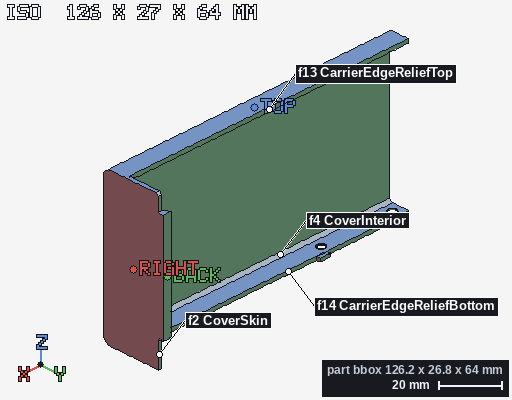 ISO 126 X 27 X 64 MM
f13 CarrierEdgeReliefTop
TOP
f4 CoverInterior
RIGHT
BACK
f14 CarrierEdgeReliefBottom
f2 CoverSkin
Z
X
Y
part bbox 126.2 x 26.8 x 64 mm
20 mm